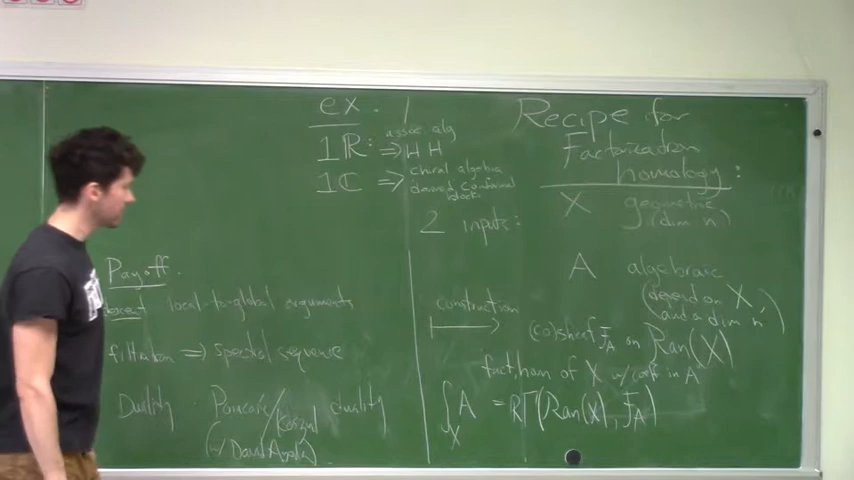 ex.
1R: => assoc. alg
HH
1C => chiral algebra
derived conformal
blocks
Payoff.
descent local-to-global arguments
filtration => spectral sequence
Duality . Poincaré/Koszul duality
(w/ David Ayala)
Recipe for
Factorization
homology:
2 inputs:
X geometric
(dim n)
A algebraic
(depend on X,
and a dim n)
construction
⟼ (co)sheaf F_A on Ran(X)
fact. hom of X w/ coeff in A
∫_X A = RΓ(Ran(X), F_A)